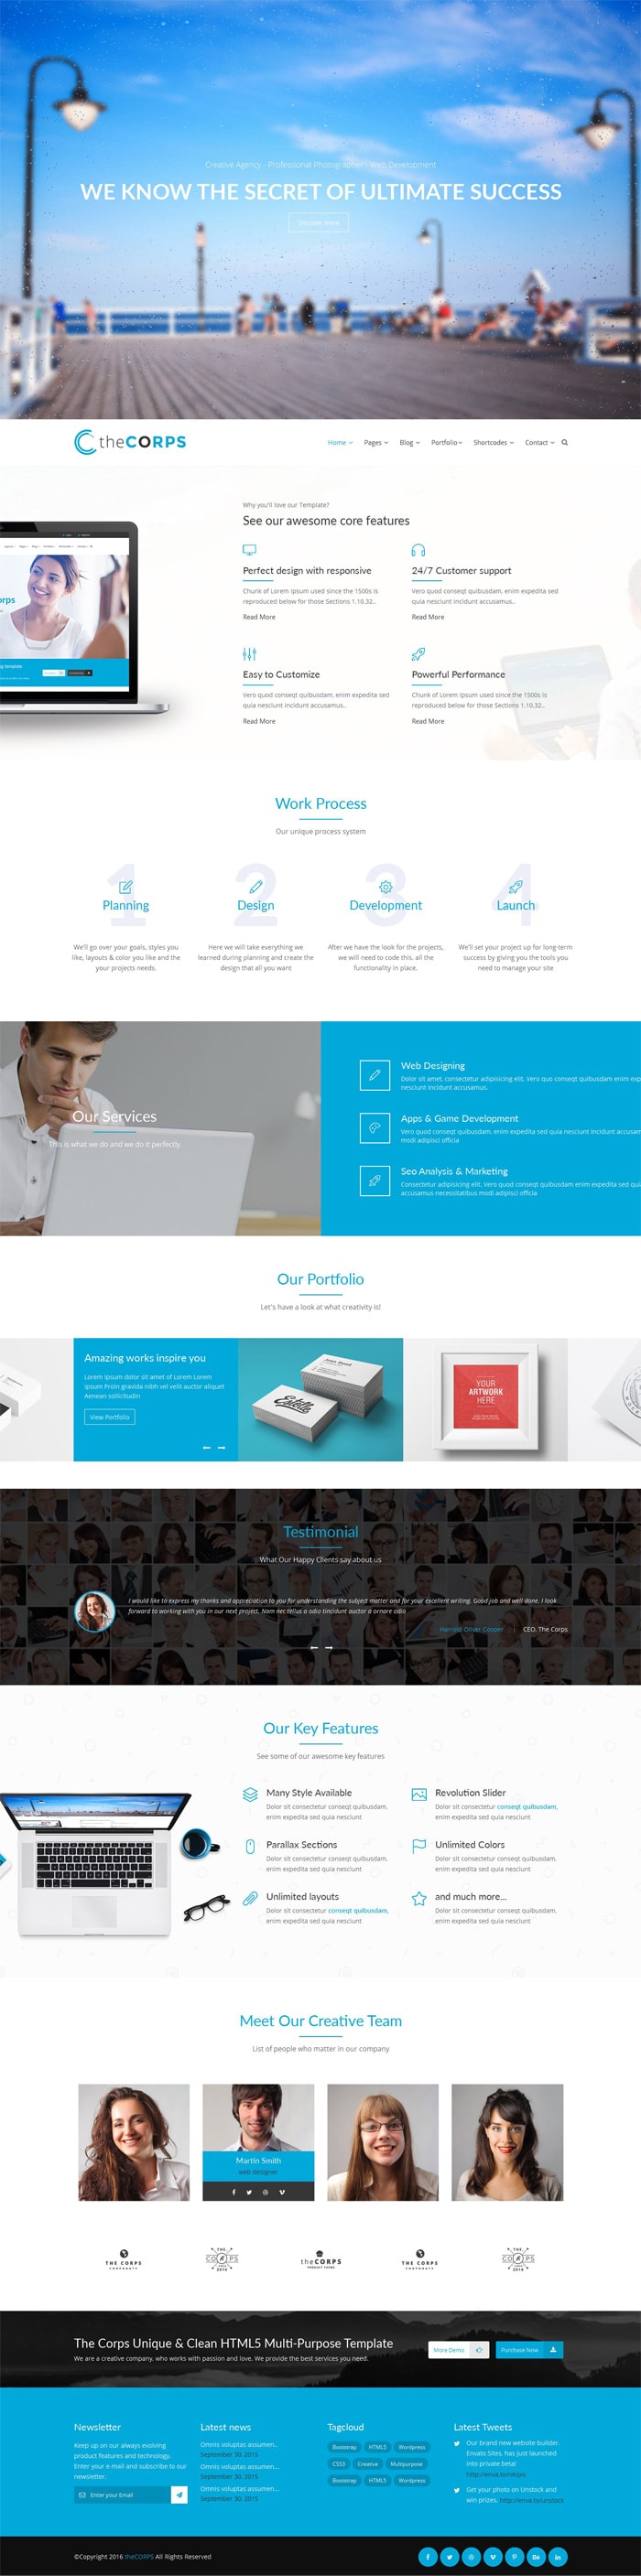 Creative Agency - Professional Photographer - Web Development
WE KNOW THE SECRET OF ULTIMATE SUCCESS
Discover more
theCORPS
Home
Pages
Blog
Portfolio
Shortcodes
Contact
Why you'll love our Template?
See our awesome core features
Perfect design with responsive
Chunk of Lorem Ipsum used since the 1500s is
reproduced below for those Sections 1.10.32..
Read More
24/7 Customer support
Vero quod conseqt quibusdam, enim expedita sed
quia nesciunt incidunt accusamus..
Read More
Easy to Customize
Vero quod conseqt quibusdam, enim expedita sed
quia nesciunt incidunt accusamus..
Read More
Powerful Performance
Chunk of Lorem Ipsum used since the 1500s is
reproduced below for those Sections 1.10.32..
Read More
Work Process
Our unique process system
1
Planning
We'll go over your goals, styles you
like, layouts & color you like and the
your projects needs.
2
Design
Here we will take everything we
learned during planning and create the
design that all you want
3
Development
After we have the look for the projects,
we will need to code this. all the
functionality in place.
4
Launch
We'll set your project up for long-term
success by giving you the tools you
need to manage your site
Our Services
This is what we do and we do it perfectly
Web Designing
Dolor sit amet, consectetur adipisicing elit. Vero quo conseqt quibusdam enim exp
nesciunt incidunt accusamus.
Apps & Game Development
Vero quod conseqt quibusdam, enim expedita sed quia nesciunt incidunt accusam
modi adipisci officia
Seo Analysis & Marketing
Consectetur adipisicing elit. Vero quod conseqt quibusdam enim expedita sed qui
accusamus necessitatibus modi adipisci officia
Our Portfolio
Let's have a look at what creativity is!
Amazing works inspire you
Lorem ipsum dolor sit amet of Lorem Lorem
Ipsum Proin gravida nibh vel velit auctor aliquet
Aenean sollicitudin
View Portfolio
Estelle
YOUR
ARTWORK
HERE
Testimonial
What Our Happy Clients say about us
I would like to express my thanks and appreciation to you for understanding the subject matter and for your excellent writing. Good job and well done. I look
forward to working with you in our next project. Nam nec tellus a odio tincidunt auctor a ornare odio
Harrold Oliver Cooper
CEO, The Corps
Our Key Features
See some of our awesome key features
Many Style Available
Dolor sit consectetur conseqt quibusdam,
enim expedita sed quia nesciunt
Revolution Slider
Dolor sit consectetur conseqt quibusdam,
enim expedita sed quia nesciunt
Parallax Sections
Dolor sit consectetur conseqt quibusdam,
enim expedita sed quia nesciunt
Unlimited Colors
Dolor sit consectetur conseqt quibusdam,
enim expedita sed quia nesciunt
Unlimited layouts
Dolor sit consectetur conseqt quibusdam,
enim expedita sed quia nesciunt
and much more...
Dolor sit consectetur conseqt quibusdam,
enim expedita sed quia nesciunt
Meet Our Creative Team
List of people who matter in our company
Martin Smith
web designer
THE CORPS
CORPORATE
THE
CORPS
2016
theCORPS
THE CORPS
CORPORATE
THE
CORPS
2016
The Corps Unique & Clean HTML5 Multi-Purpose Template
We are a creative company, who works with passion and love. We provide the best services you need.
More Demo
Purchase Now
Newsletter
Keep up on our always evolving
product features and technology.
Enter your e-mail and subscribe to our
newsletter.
Enter your Email
Latest news
Omnis voluptas assumen..
September 30, 2015
Omnis voluptas assumen...
September 30, 2015
Omnis voluptas assumen...
September 30, 2015
Tagcloud
Bootstrap HTML5 Wordpress
CSS3 Creative Multipurpose
Bootstrap HTML5 Wordpress
Latest Tweets
Our brand new website builder,
Envato Sites, has just launched
into private beta!
Get your photo on Unstock and
win prizes, http://enva.to/unstock
©Copyright 2016 theCORPS All Rights Reserved